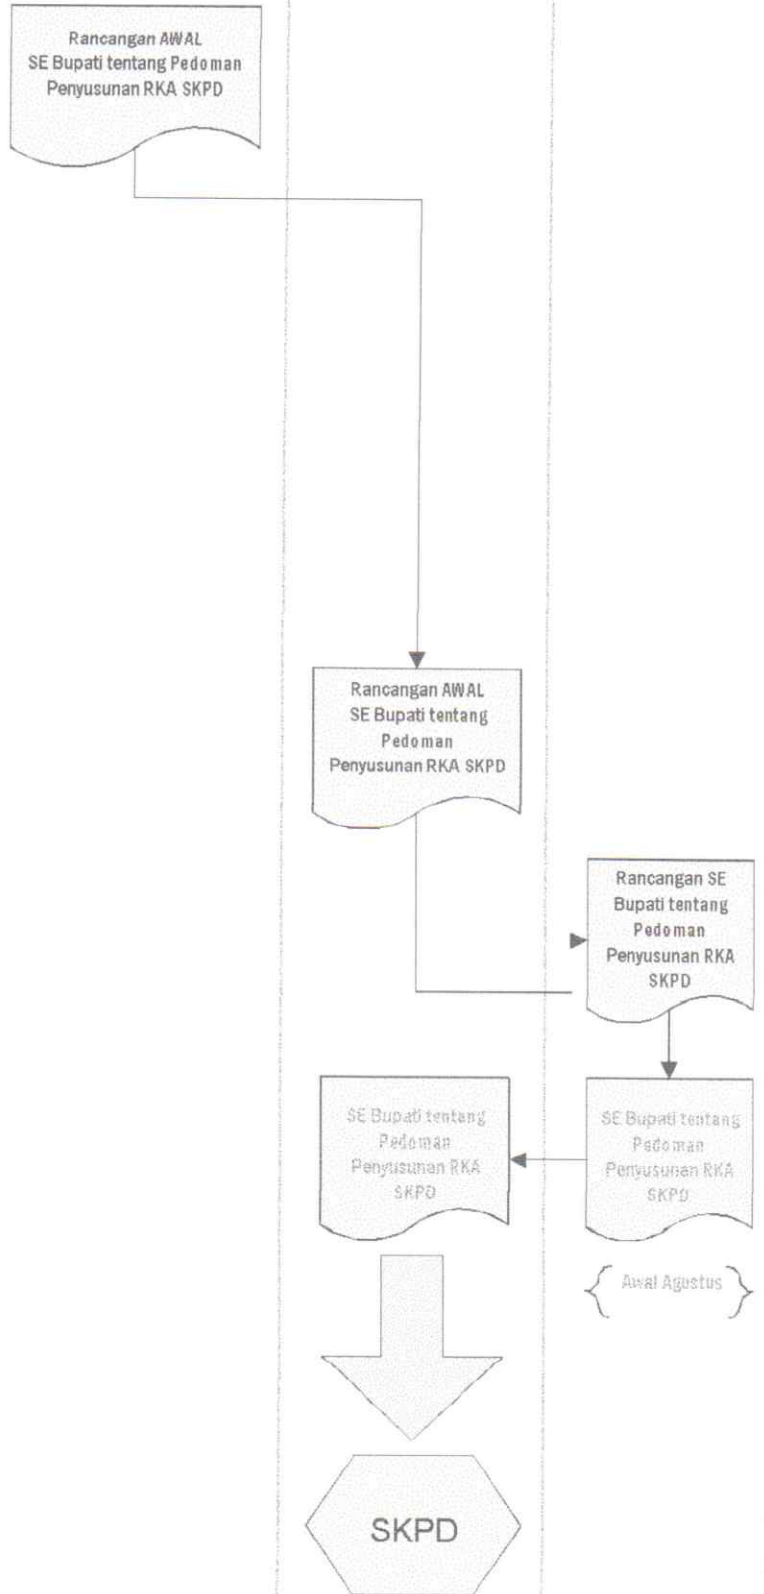 Rancangan AWAL
SE Bupati tentang Pedoman
Penyusunan RKA SKPD
Rancangan AWAL
SE Bupati tentang
Pedoman
Penyusunan RKA SKPD
Rancangan SE
Bupati tentang
Pedoman
Penyusunan RKA
SKPD
SE Bupati tentang
Pedoman
Penyusunan RKA
SKPD
SE Bupati tentang
Pedoman
Penyusunan RKA
SKPD
Awal Agustus
SKPD